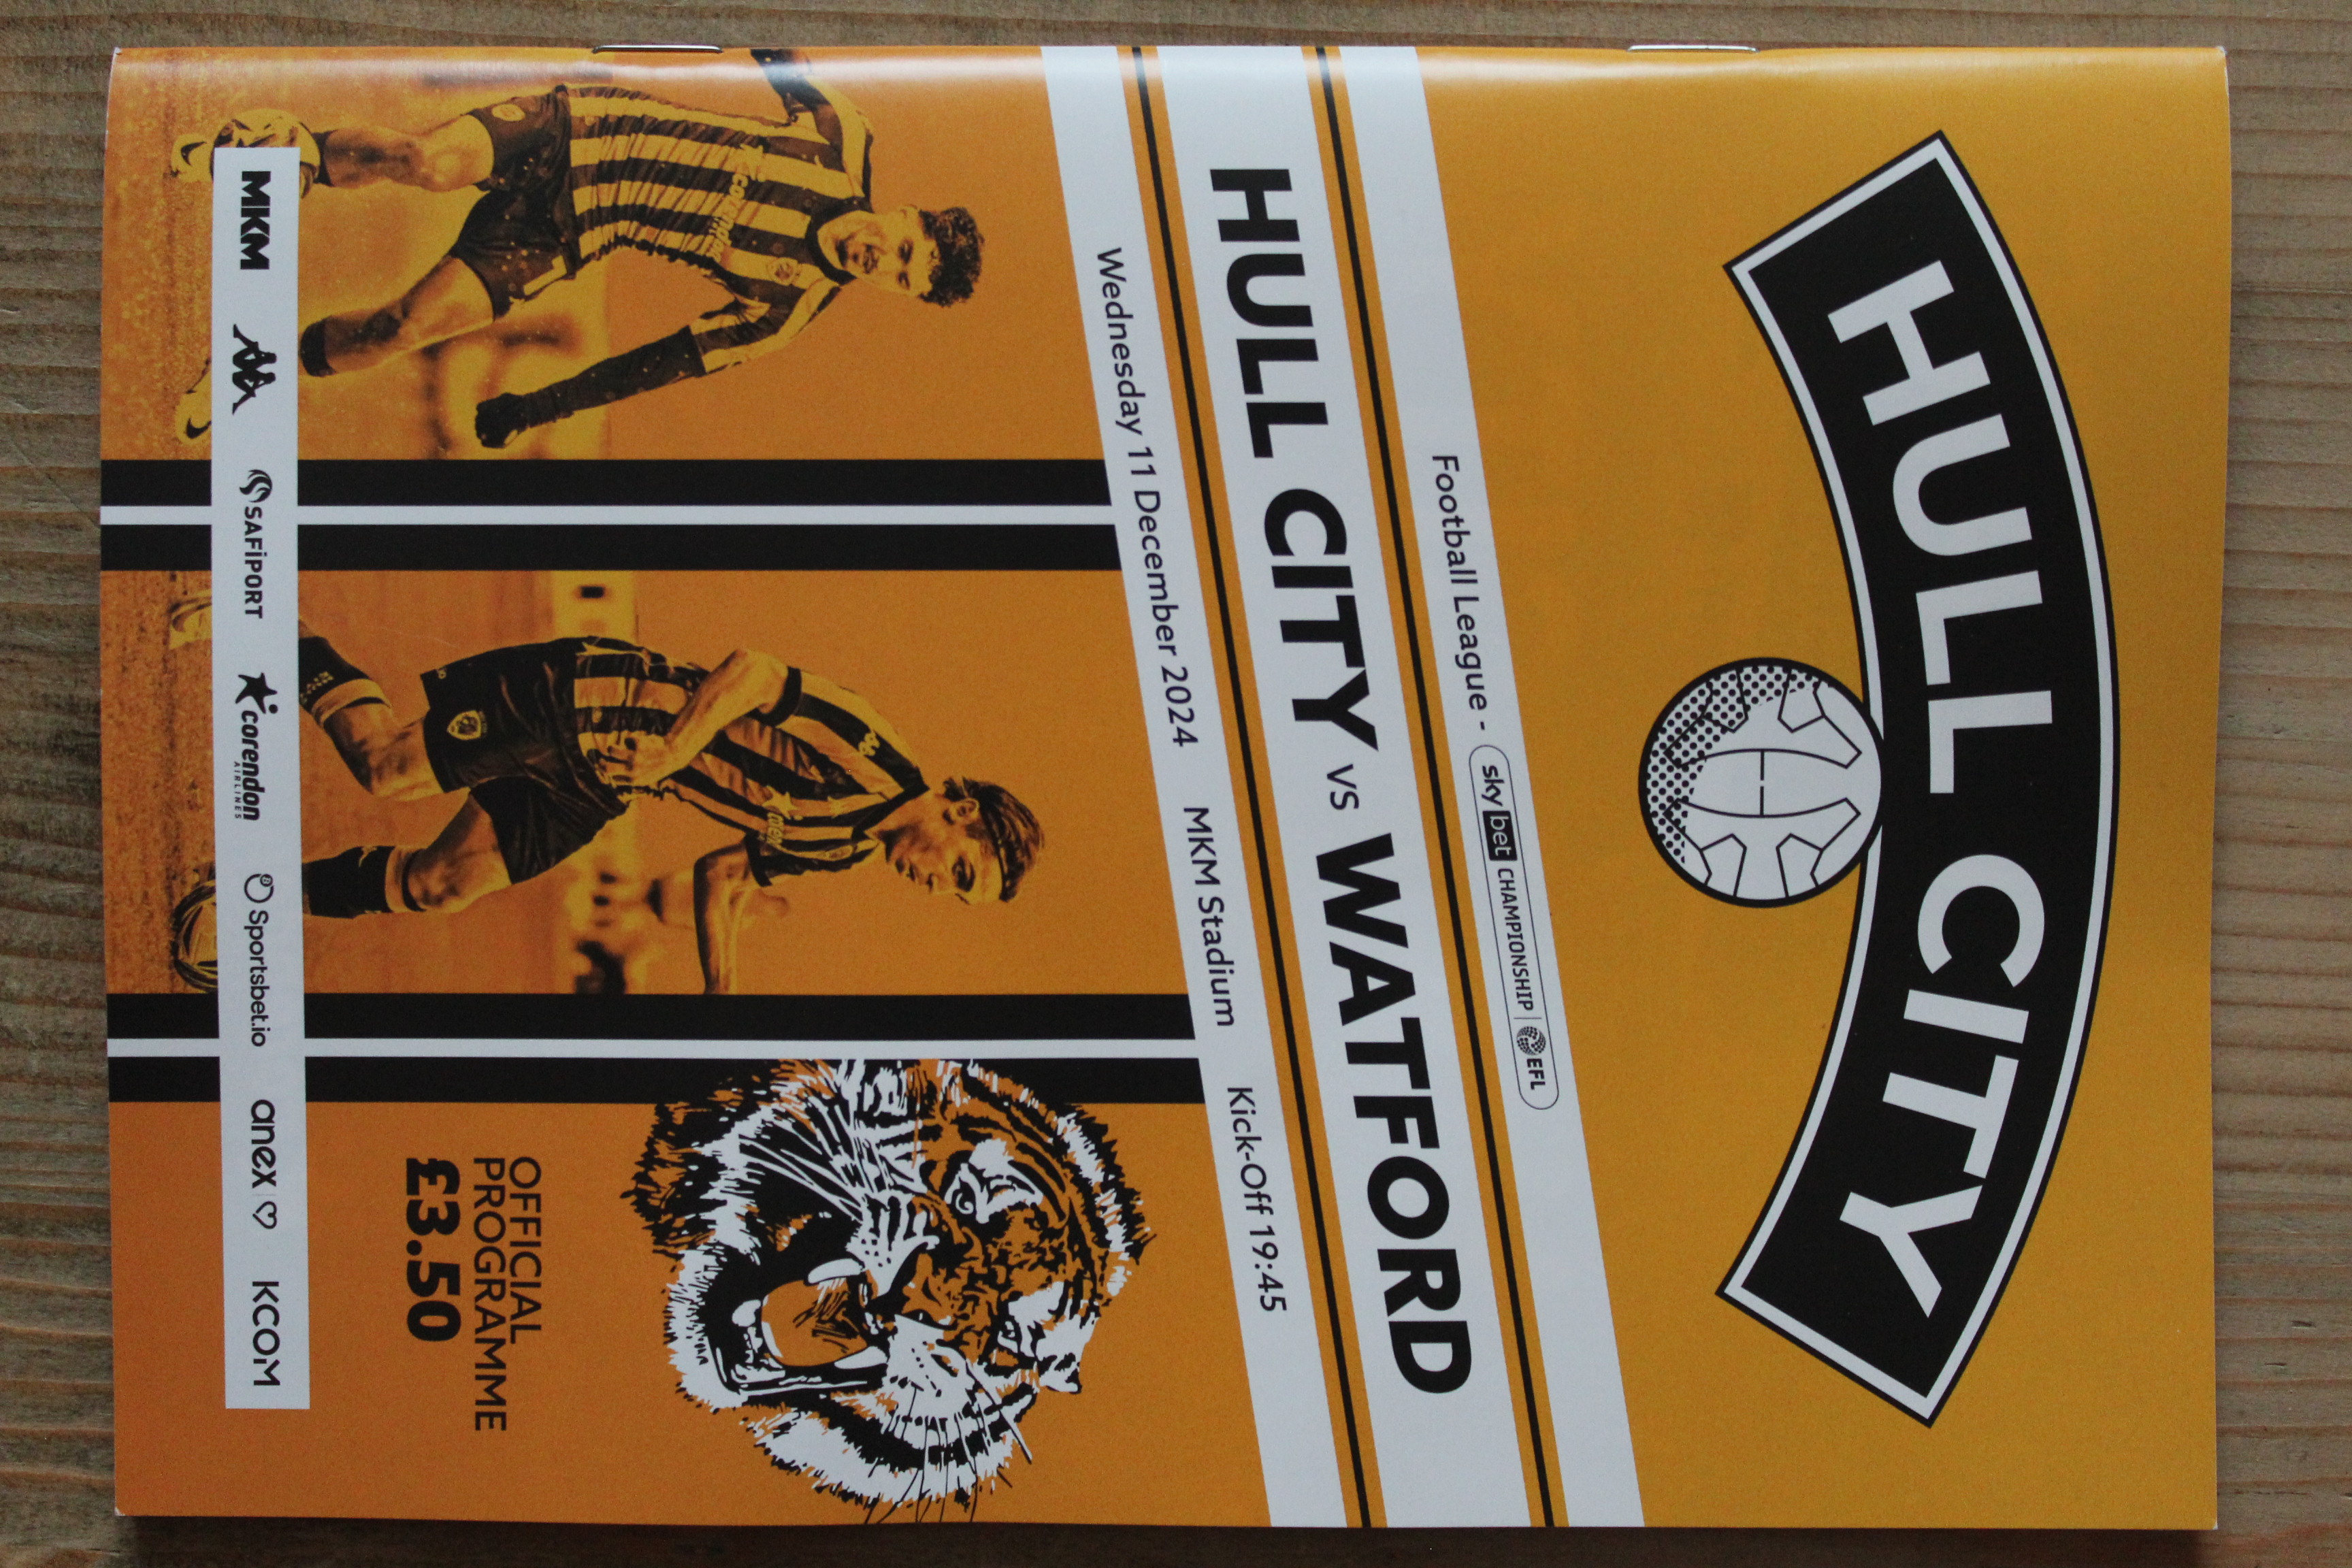 HULL CITY
Football League - sky bet CHAMPIONSHIP | EFL
HULL CITY VS WATFORD
Wednesday 11 December 2024 MKM Stadium Kick-Off 19:45
OFFICIAL
PROGRAMME
£3.50
MKM SAFiPORT corendon AIRLINES Sportsbet.io anex KCOM